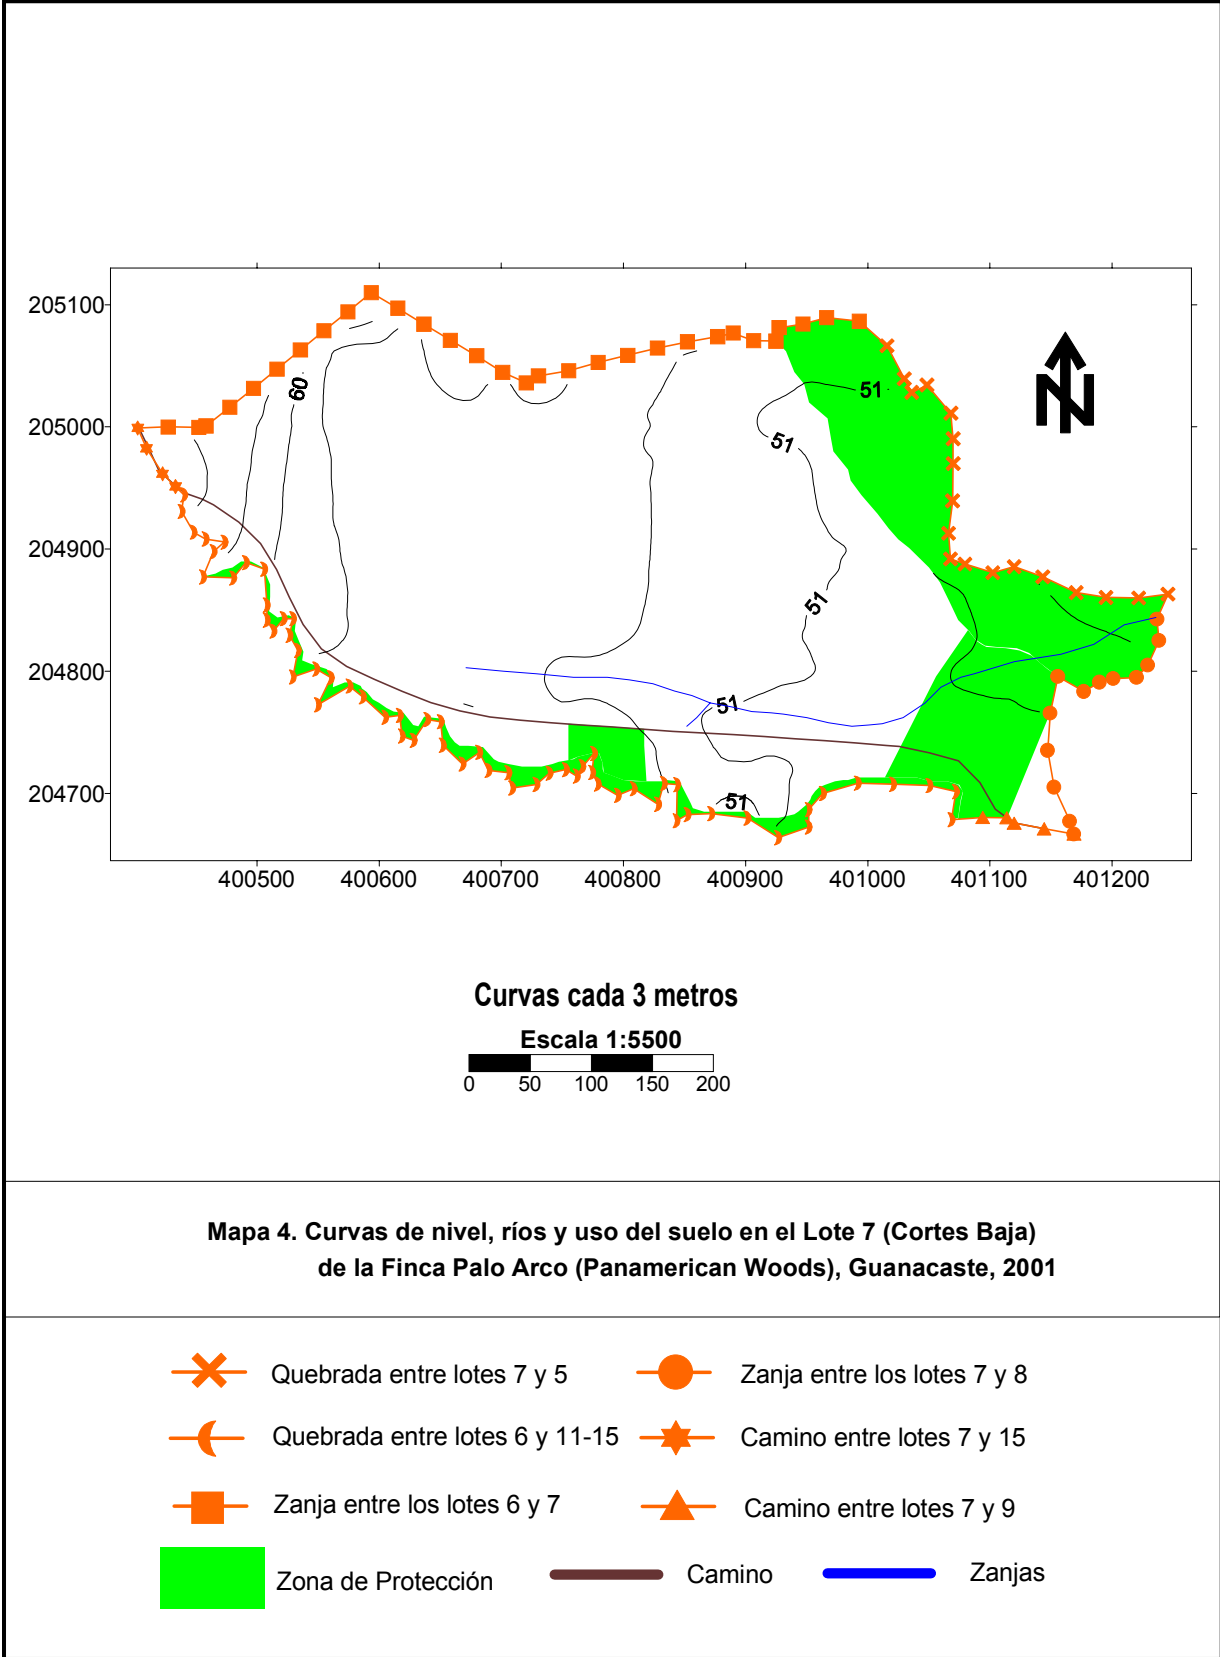 205100
205000
204900
204800
204700
60
51
51
51
51
51
N
400500 400600 400700 400800 400900 401000 401100 401200
Curvas cada 3 metros
Escala 1:5500
0 50 100 150 200
Mapa 4. Curvas de nivel, ríos y uso del suelo en el Lote 7 (Cortes Baja)
de la Finca Palo Arco (Panamerican Woods), Guanacaste, 2001
Quebrada entre lotes 7 y 5
Zanja entre los lotes 7 y 8
Quebrada entre lotes 6 y 11-15
Camino entre lotes 7 y 15
Zanja entre los lotes 6 y 7
Camino entre lotes 7 y 9
Zona de Protección
Camino
Zanjas